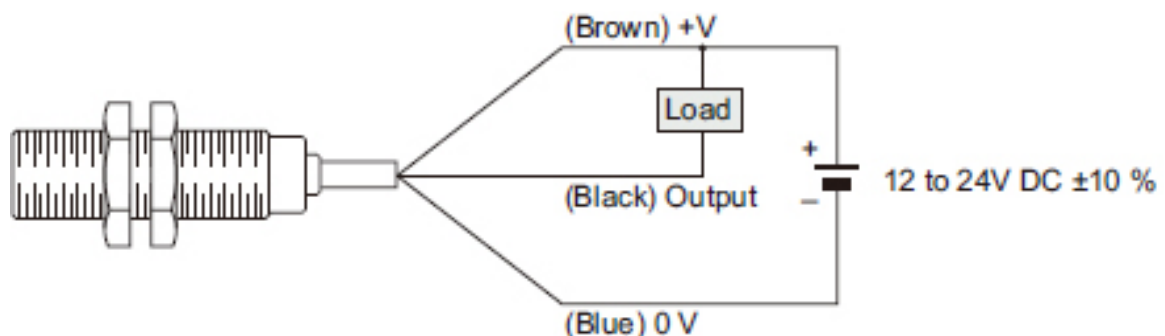 (Brown) +V
Load
+
12 to 24V DC ±10 %
(Black) Output
–
(Blue) 0 V